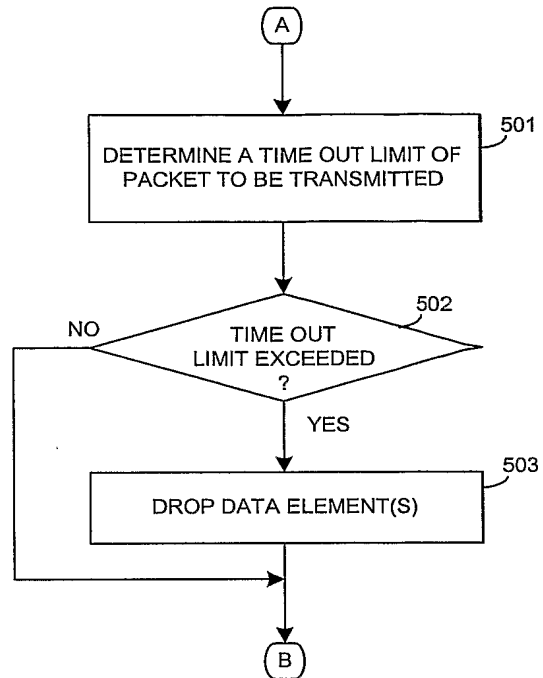 A
501
DETERMINE A TIME OUT LIMIT OF
PACKET TO BE TRANSMITTED
502
NO
TIME OUT
LIMIT EXCEEDED
?
YES
503
DROP DATA ELEMENT(S)
B